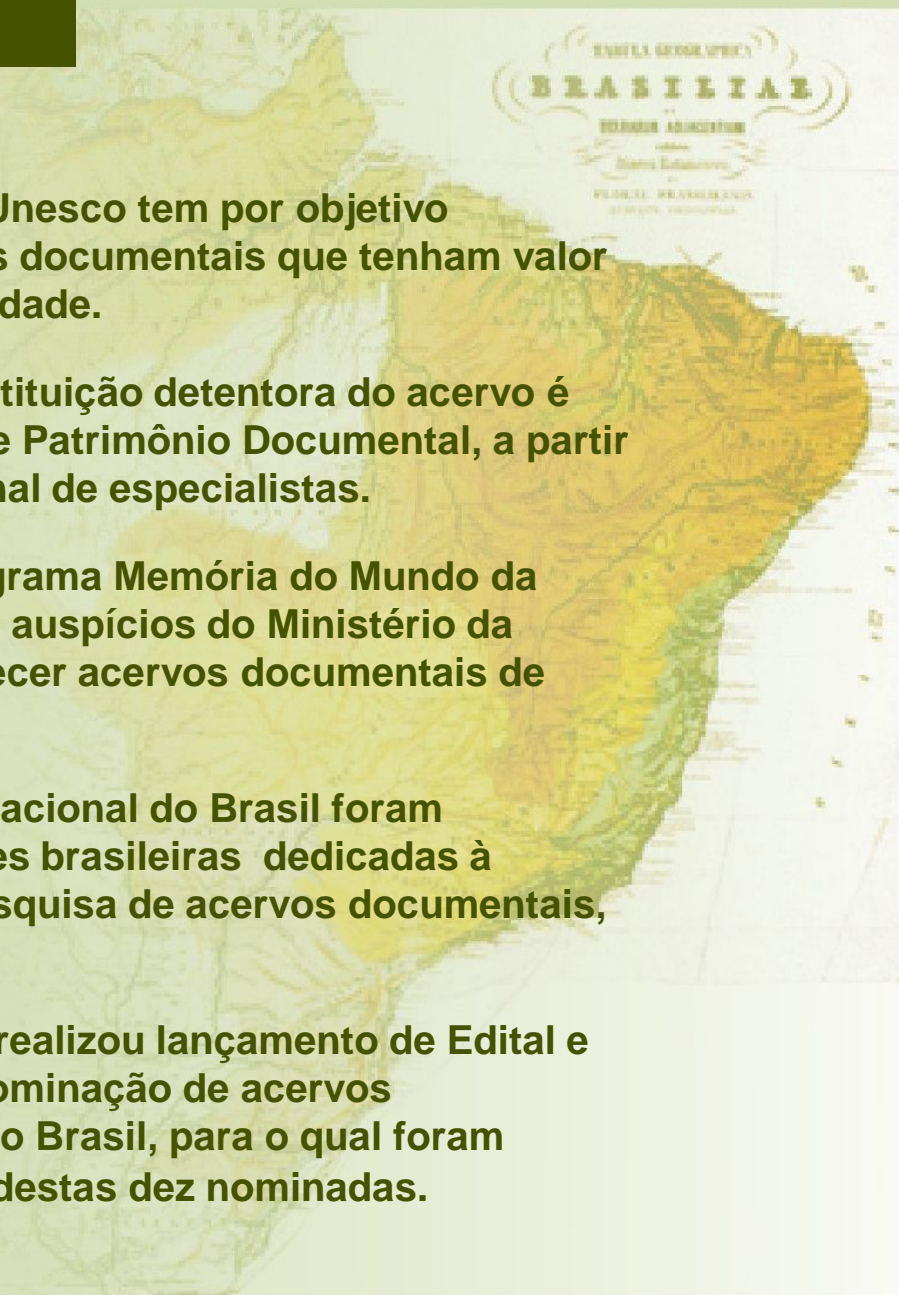 TABULA GEOGRAPHICA
BRASILIAE
ET
TERRARUM ADJACENTIUM
Unesco tem por objetivo
s documentais que tenham valor
dade.
tituição detentora do acervo é
e Patrimônio Documental, a partir
nal de especialistas.
grama Memória do Mundo da
auspícios do Ministério da
ecer acervos documentais de
acional do Brasil foram
es brasileiras dedicadas à
squisa de acervos documentais,
realizou lançamento de Edital e
ominação de acervos
o Brasil, para o qual foram
destas dez nominadas.